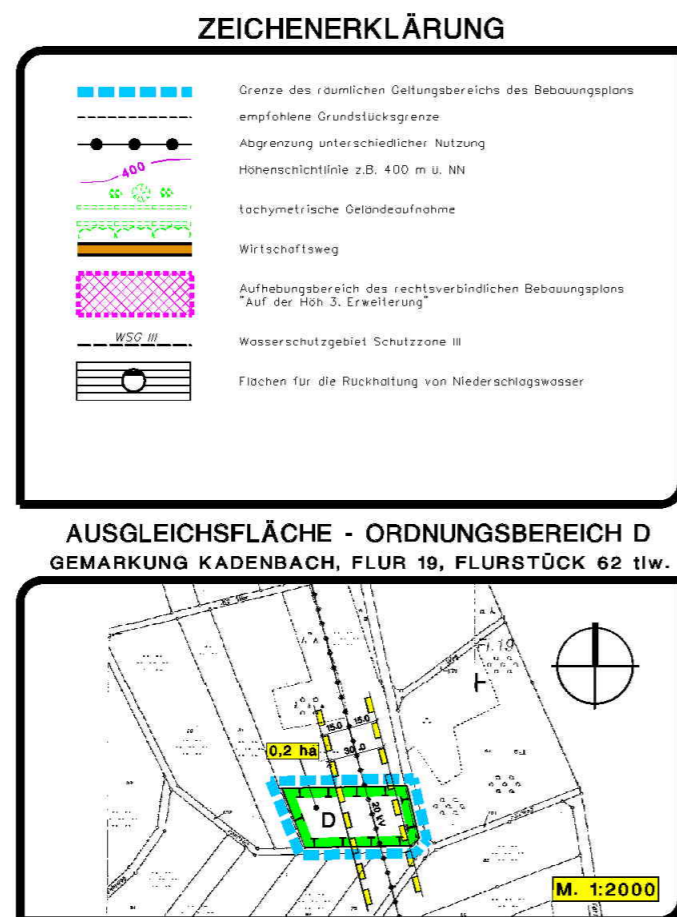 ZEICHENERKLÄRUNG
Grenze des räumlichen Geltungsbereichs des Bebauungsplans
empfohlene Grundstücksgrenze
Abgrenzung unterschiedlicher Nutzung
400
Höhenschichtlinie z.B. 400 m ü. NN
tachymetrische Geländeaufnahme
Wirtschaftsweg
Aufhebungsbereich des rechtsverbindlichen Bebauungsplans
"Auf der Höh 3. Erweiterung"
WSG III
Wasserschutzgebiet Schutzzone III
Flächen für die Rückhaltung von Niederschlagswasser
AUSGLEICHSFLÄCHE - ORDNUNGSBEREICH D
GEMARKUNG KADENBACH, FLUR 19, FLURSTÜCK 62 tlw.
Fl.19
15.0
15.0
0,2 ha
30.0
D
20 kV
M. 1:2000